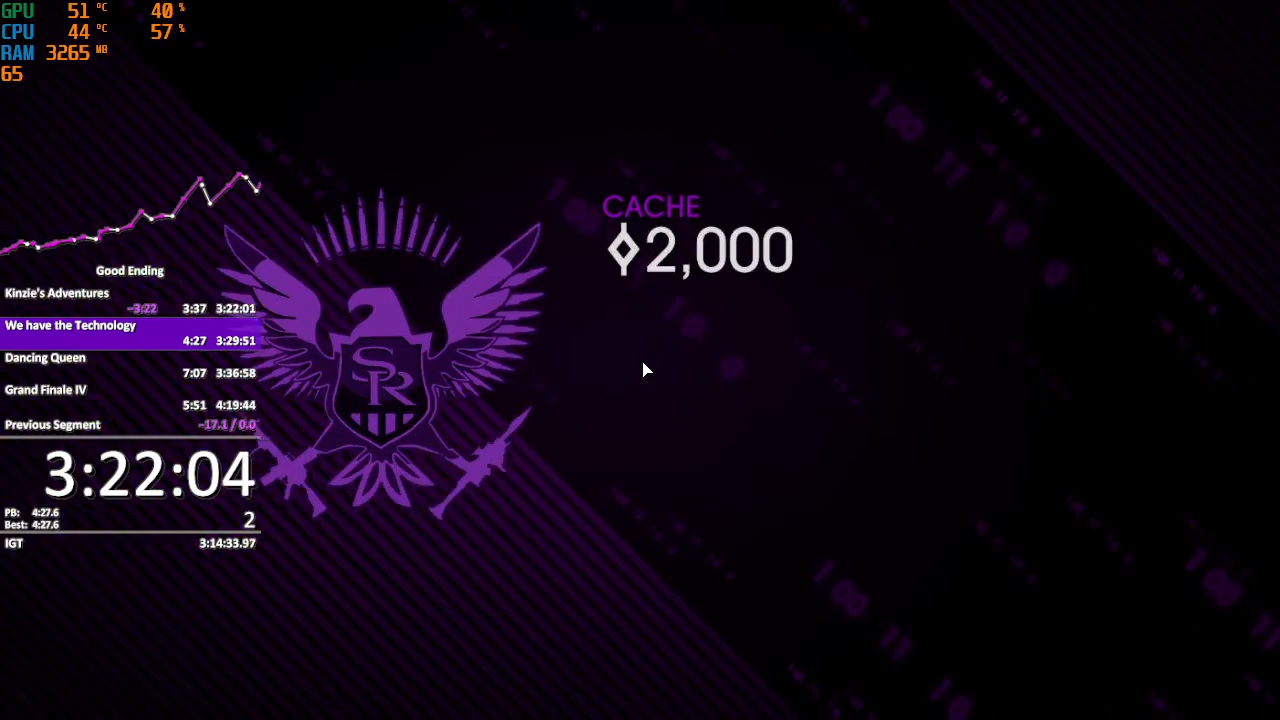 GPU 51 °C 40 %
CPU 44 °C 57 %
RAM 3265 MB
65
CACHE
2,000
SR
Good Ending
Kinzie's Adventures
-3:22 3:37 3:22:01
We have the Technology
4:27 3:29:51
Dancing Queen
7:07 3:36:58
Grand Finale IV
5:51 4:19:44
Previous Segment -17.1 / 0.0
3:22:04
PB: 4:27.6
Best: 4:27.6
2
IGT 3:14:33.97